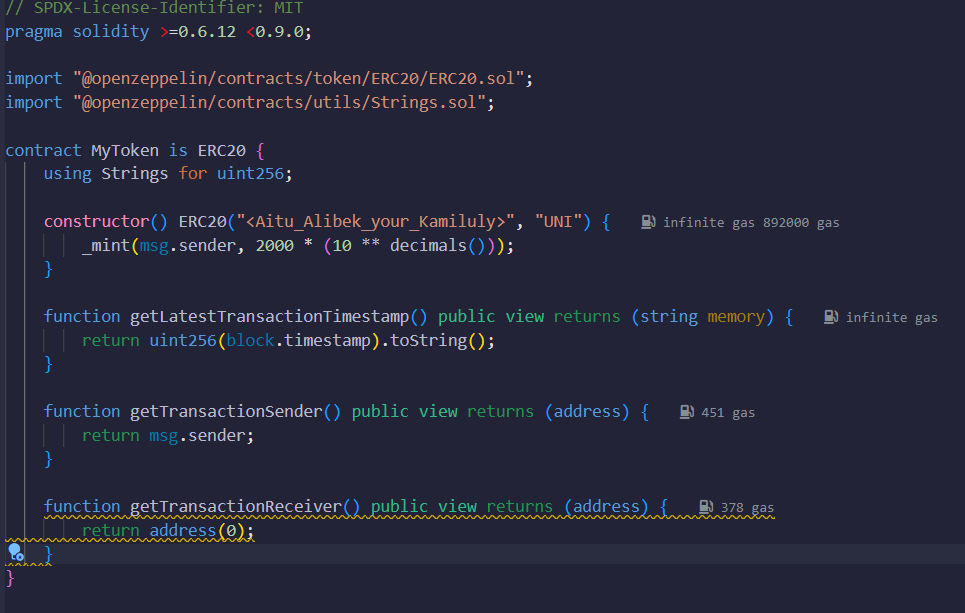 // SPDX-License-Identifier: MIT
pragma solidity >=0.6.12 <0.9.0;
import "@openzeppelin/contracts/token/ERC20/ERC20.sol";
import "@openzeppelin/contracts/utils/Strings.sol";
contract MyToken is ERC20 {
using Strings for uint256;
constructor() ERC20("<Aitu_Alibek_your_Kamiluly>", "UNI") { infinite gas 892000 gas
_mint(msg.sender, 2000 * (10 ** decimals()));
}
function getLatestTransactionTimestamp() public view returns (string memory) { infinite gas
return uint256(block.timestamp).toString();
}
function getTransactionSender() public view returns (address) { 451 gas
return msg.sender;
}
function getTransactionReceiver() public view returns (address) { 378 gas
return address(0);
}
}